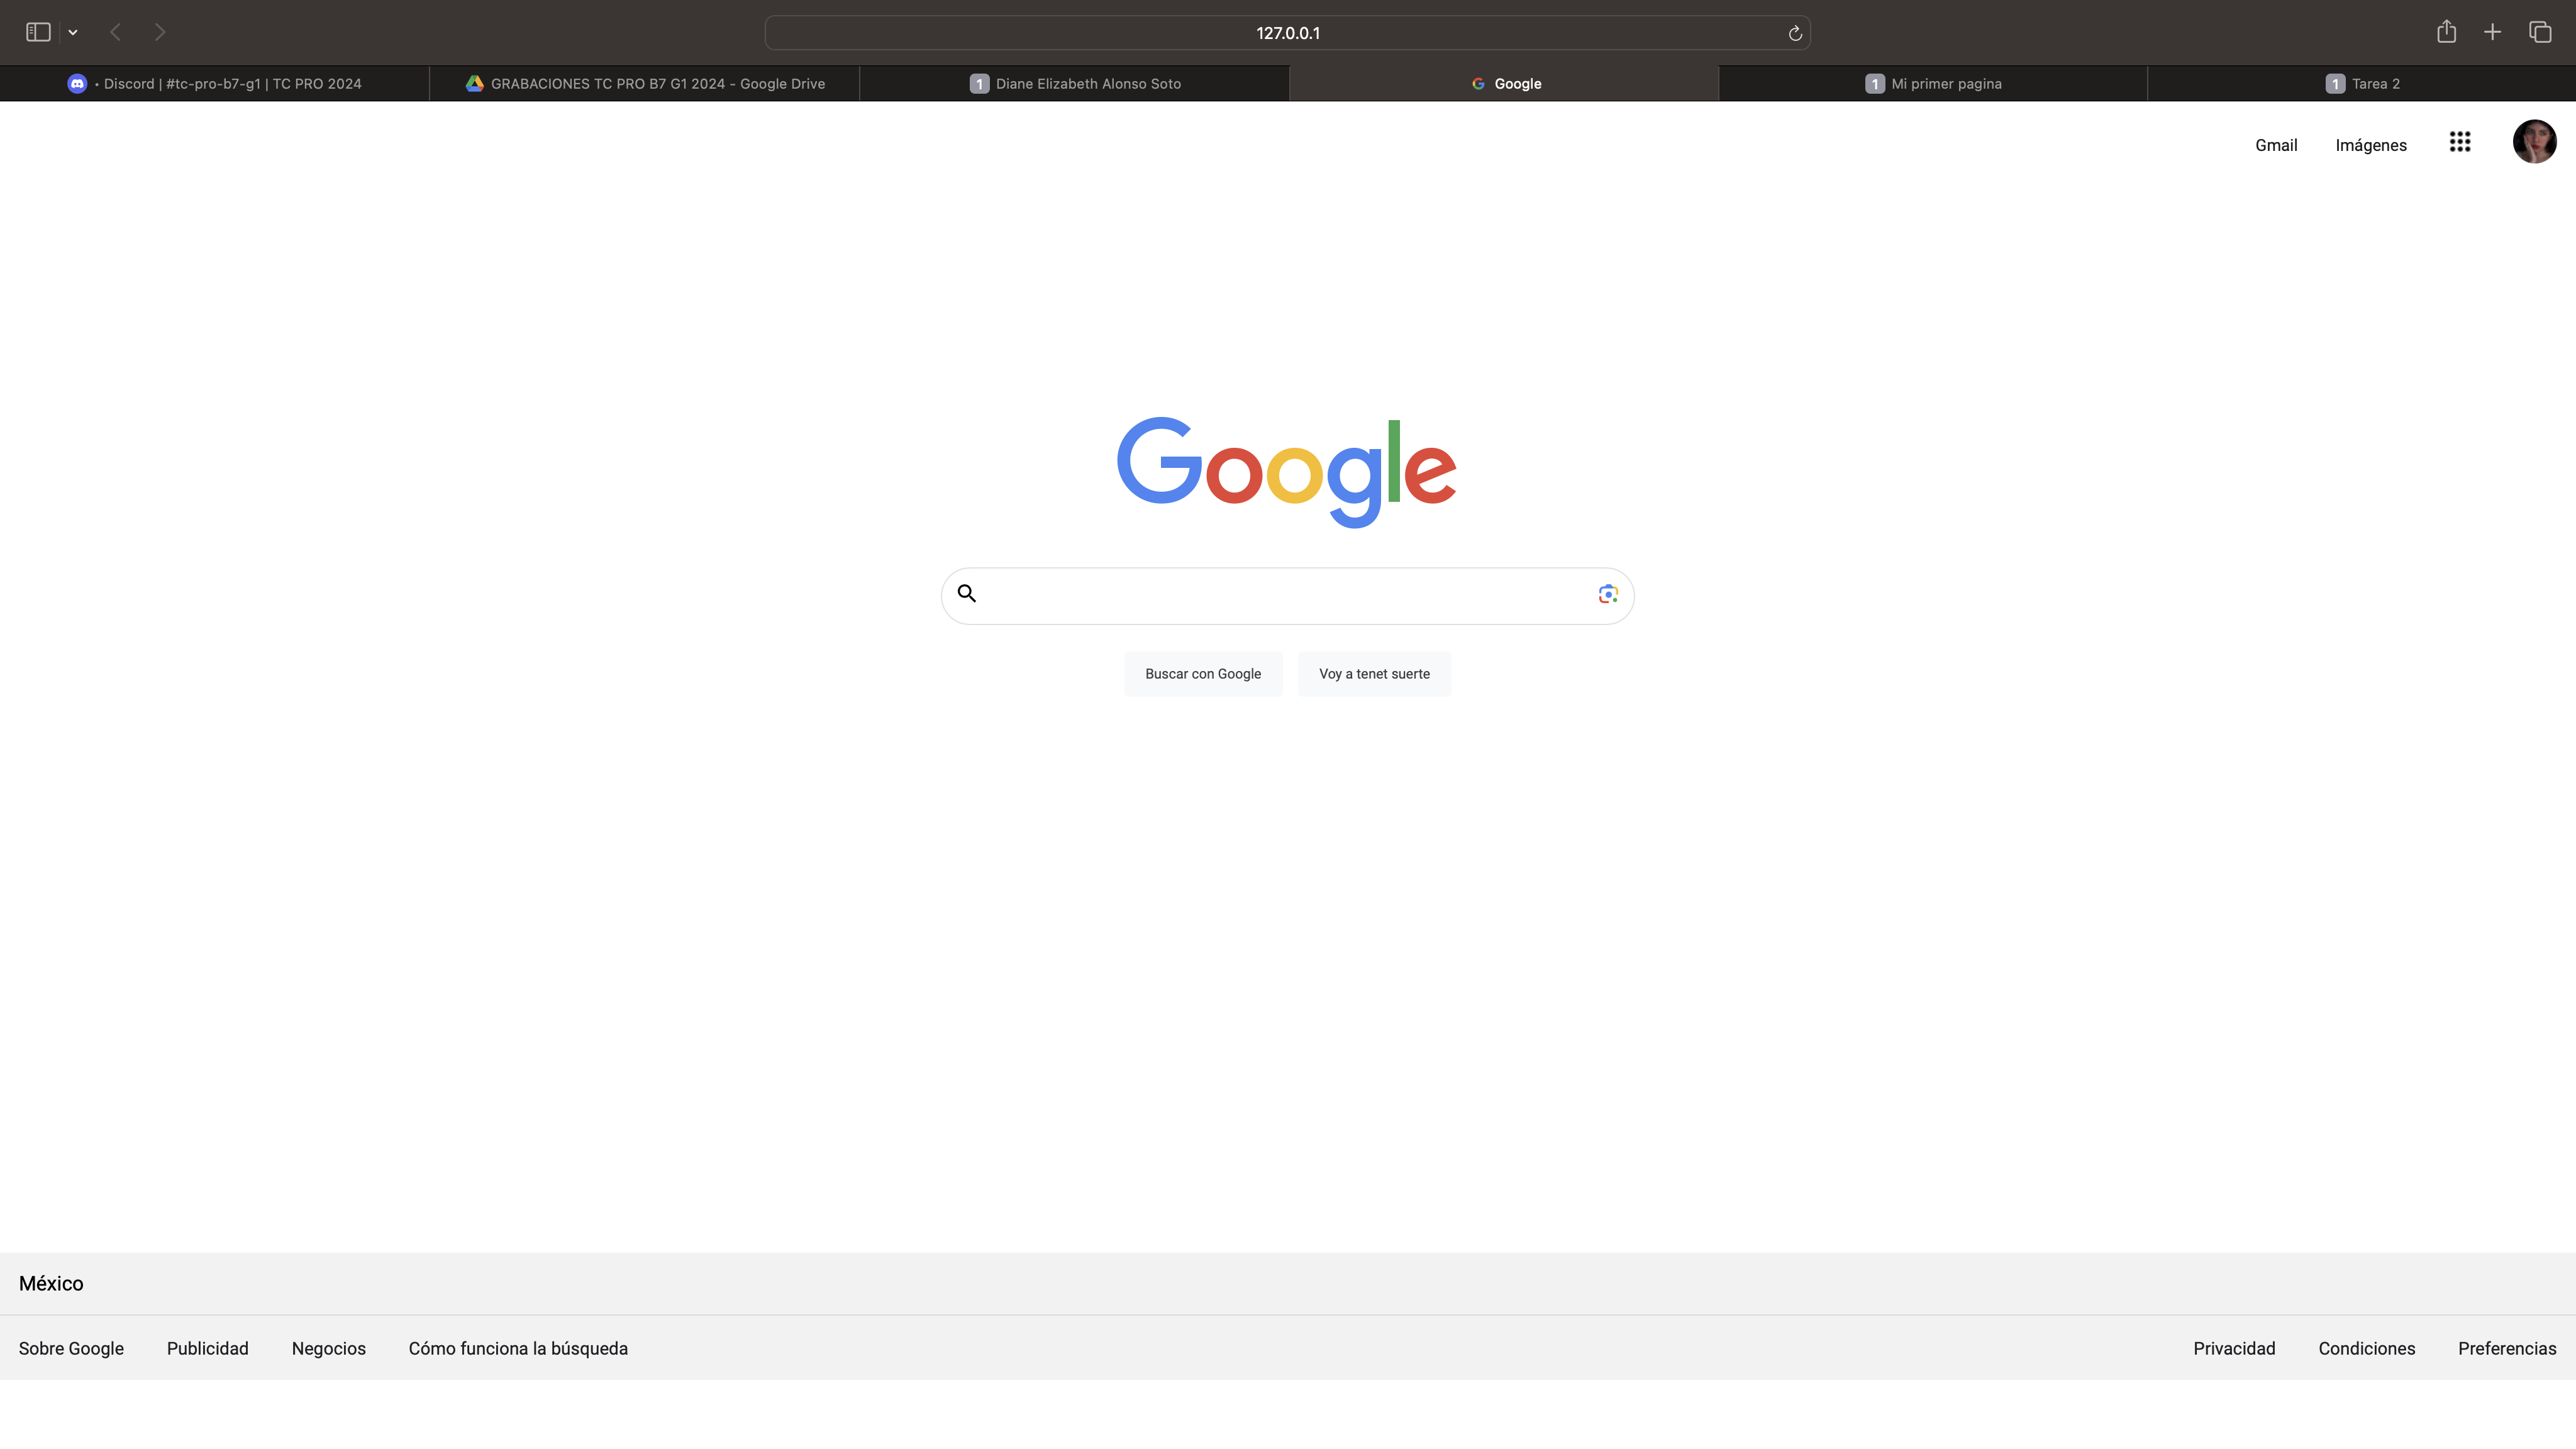 127.0.0.1
• Discord | #tc-pro-b7-g1 | TC PRO 2024
GRABACIONES TC PRO B7 G1 2024 - Google Drive
1 Diane Elizabeth Alonso Soto
Google
1 Mi primer pagina
1 Tarea 2
Gmail
Imágenes
Google
Buscar con Google
Voy a tenet suerte
México
Sobre Google
Publicidad
Negocios
Cómo funciona la búsqueda
Privacidad
Condiciones
Preferencias